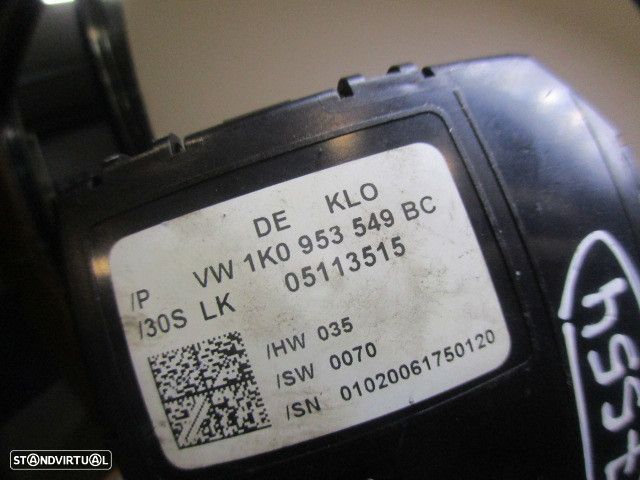 DE KLO
/P VW 1K0 953 549 BC
/30S LK 05113515
/HW 035
/SW 0070
/SN 01020061750120
STANDVIRTUAL